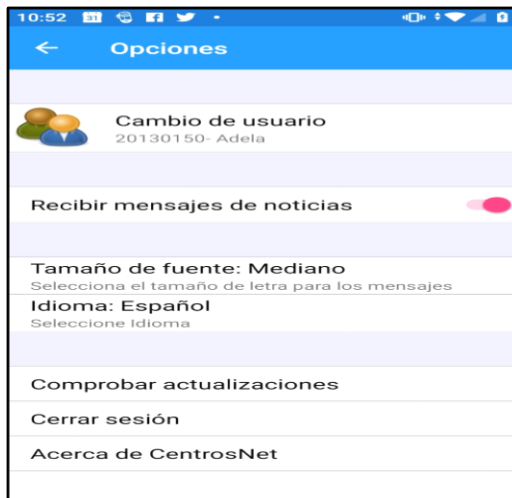 10:52 31
Opciones
Cambio de usuario
20130150- Adela
Recibir mensajes de noticias
Tamaño de fuente: Mediano
Selecciona el tamaño de letra para los mensajes
Idioma: Español
Seleccione Idioma
Comprobar actualizaciones
Cerrar sesión
Acerca de CentrosNet